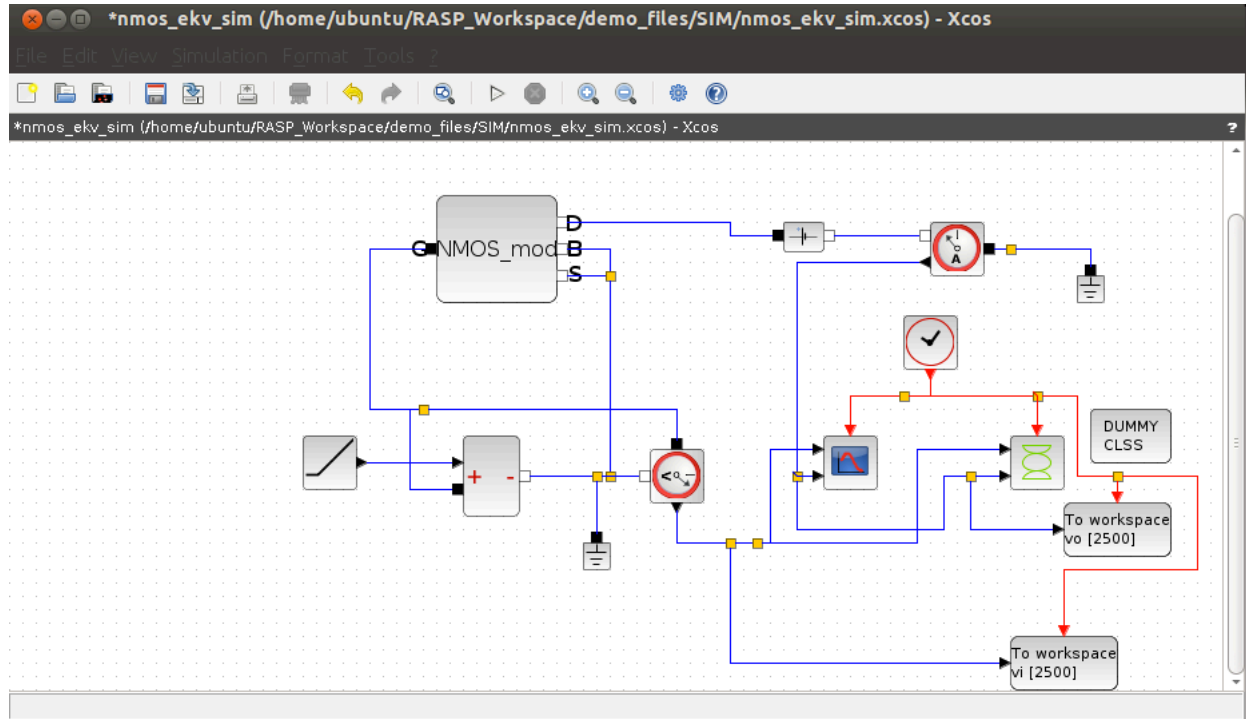 *nmos_ekv_sim (/home/ubuntu/RASP_Workspace/demo_files/SIM/nmos_ekv_sim.xcos) - Xcos
File Edit View Simulation Format Tools ?
*nmos_ekv_sim (/home/ubuntu/RASP_Workspace/demo_files/SIM/nmos_ekv_sim.xcos) - Xcos ?
D
G NMOS_mod B
S
A
DUMMY
CLSS
+ -
To workspace
vo [2500]
To workspace
vi [2500]